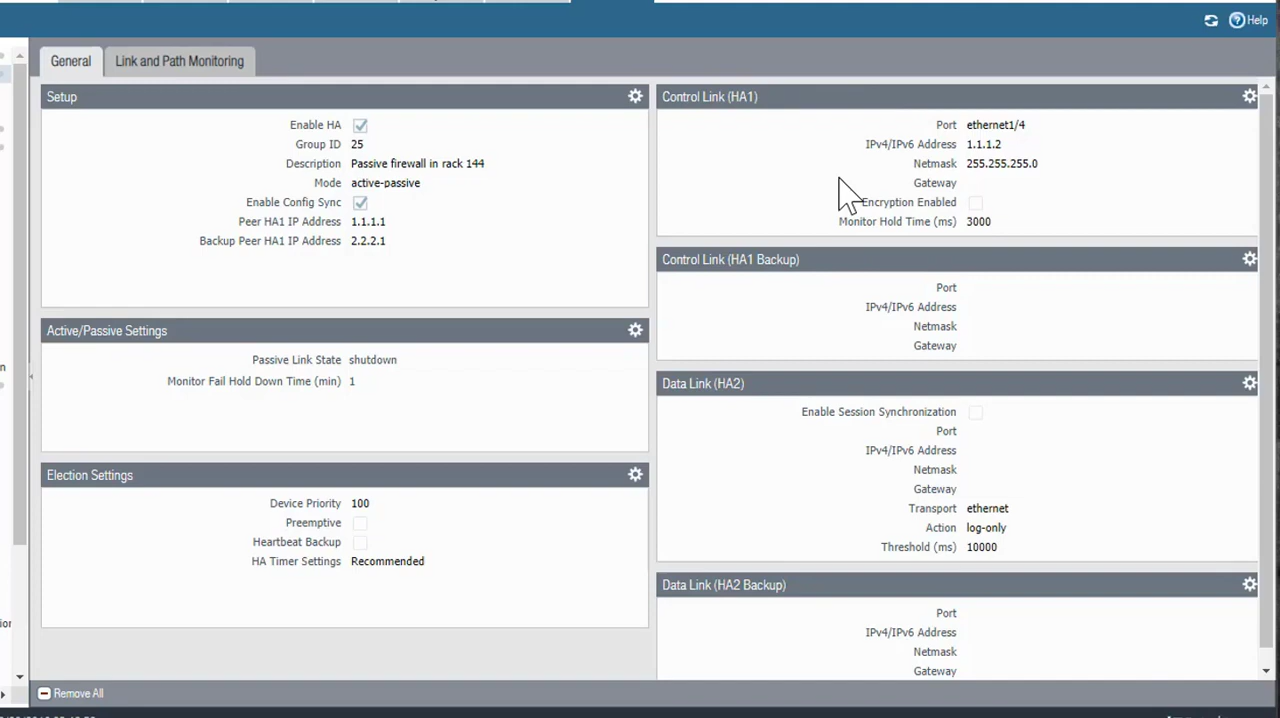 Help
General
Link and Path Monitoring
Setup
Enable HA
Group ID 25
Description Passive firewall in rack 144
Mode active-passive
Enable Config Sync
Peer HA1 IP Address 1.1.1.1
Backup Peer HA1 IP Address 2.2.2.1
Active/Passive Settings
Passive Link State shutdown
Monitor Fail Hold Down Time (min) 1
Election Settings
Device Priority 100
Preemptive
Heartbeat Backup
HA Timer Settings Recommended
Control Link (HA1)
Port ethernet1/4
IPv4/IPv6 Address 1.1.1.2
Netmask 255.255.255.0
Gateway
Encryption Enabled
Monitor Hold Time (ms) 3000
Control Link (HA1 Backup)
Port
IPv4/IPv6 Address
Netmask
Gateway
Data Link (HA2)
Enable Session Synchronization
Port
IPv4/IPv6 Address
Netmask
Gateway
Transport ethernet
Action log-only
Threshold (ms) 10000
Data Link (HA2 Backup)
Port
IPv4/IPv6 Address
Netmask
Gateway
Remove All